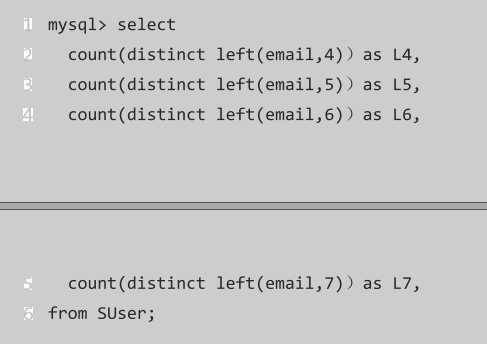 1 mysql> select
2 count(distinct left(email,4)）as L4,
3 count(distinct left(email,5)）as L5,
4 count(distinct left(email,6)）as L6,
5 count(distinct left(email,7)）as L7,
6 from SUser;